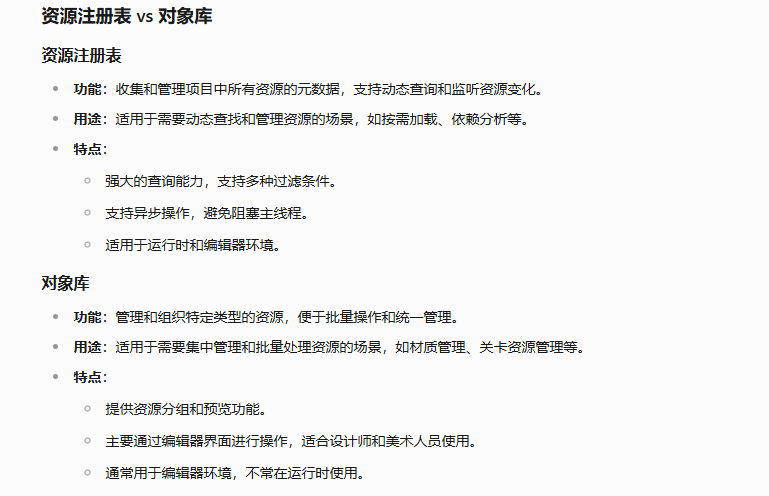 资源注册表 vs 对象库
资源注册表
功能：收集和管理项目中所有资源的元数据，支持动态查询和监听资源变化。
用途：适用于需要动态查找和管理资源的场景，如按需加载、依赖分析等。
特点：
强大的查询能力，支持多种过滤条件。
支持异步操作，避免阻塞主线程。
适用于运行时和编辑器环境。
对象库
功能：管理和组织特定类型的资源，便于批量操作和统一管理。
用途：适用于需要集中管理和批量处理资源的场景，如材质管理、关卡资源管理等。
特点：
提供资源分组和预览功能。
主要通过编辑器界面进行操作，适合设计师和美术人员使用。
通常用于编辑器环境，不常在运行时使用。